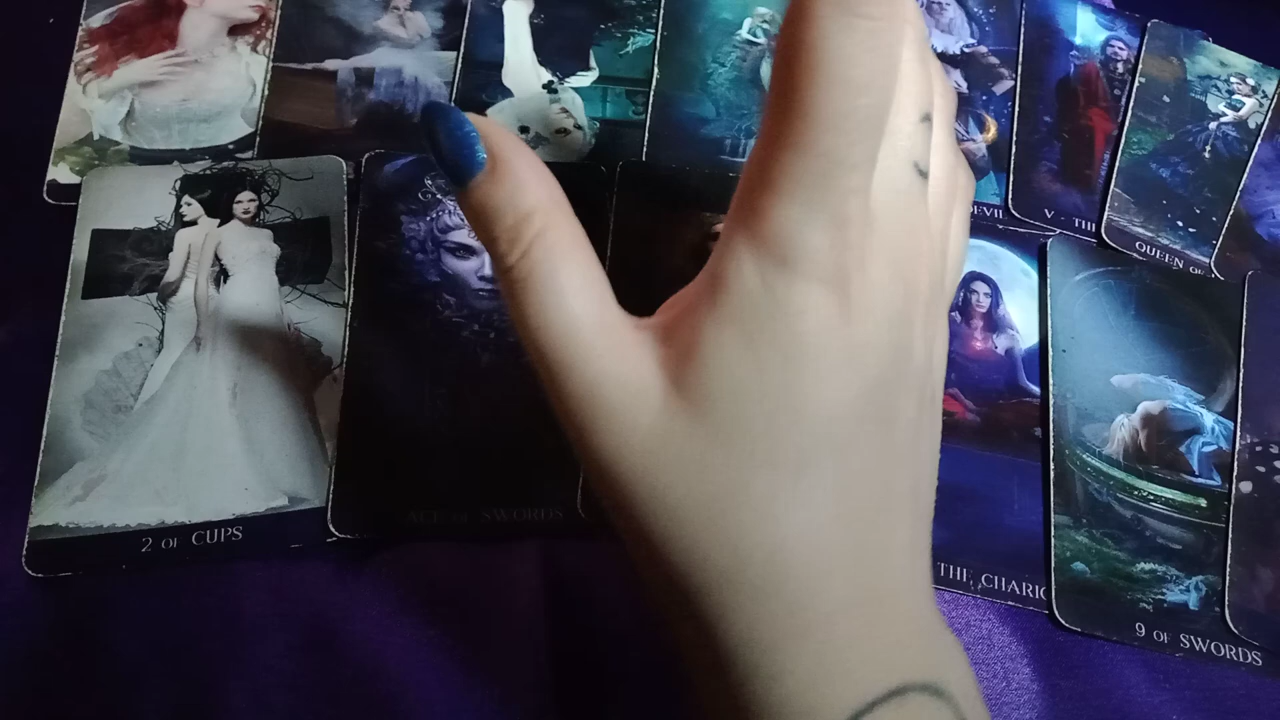 DEVIL
V - THE
QUEEN OF
2 OF CUPS
ACE OF SWORDS
THE CHARIO
9 OF SWORDS